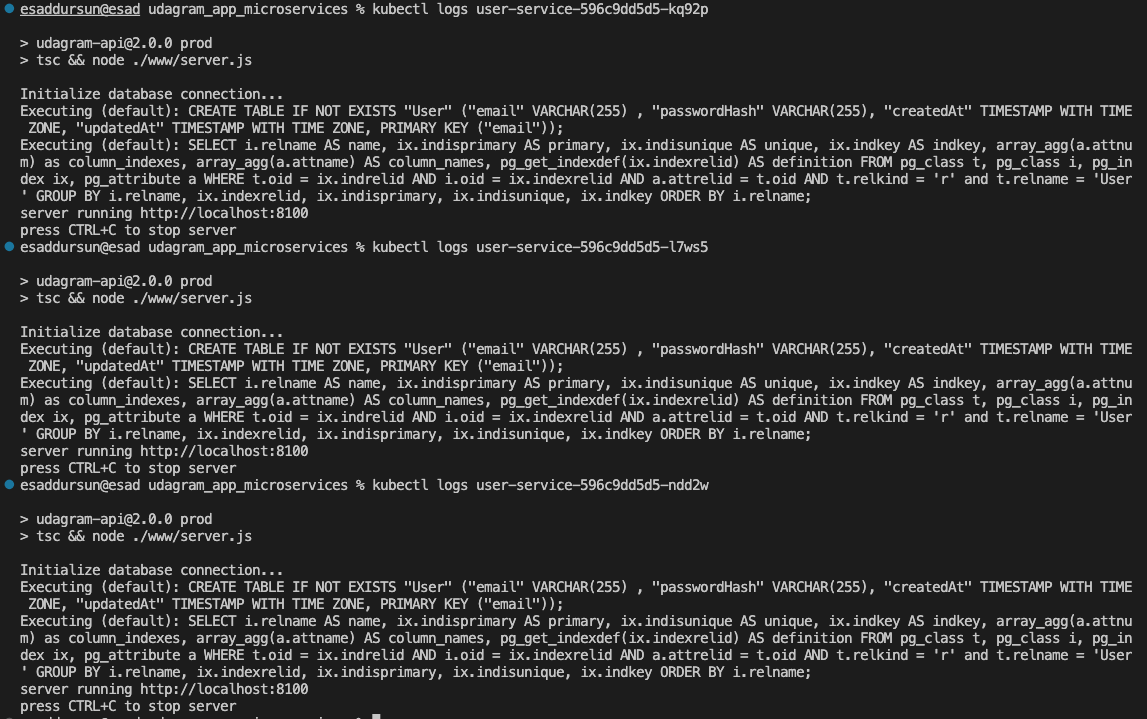 esaddursun@esad udagram_app_microservices % kubectl logs user-service-596c9dd5d5-kq92p
> udagram-api@2.0.0 prod
> tsc && node ./www/server.js
Initialize database connection...
Executing (default): CREATE TABLE IF NOT EXISTS "User" ("email" VARCHAR(255) , "passwordHash" VARCHAR(255), "createdAt" TIMESTAMP WITH TIME
ZONE, "updatedAt" TIMESTAMP WITH TIME ZONE, PRIMARY KEY ("email"));
Executing (default): SELECT i.relname AS name, ix.indisprimary AS primary, ix.indisunique AS unique, ix.indkey AS indkey, array_agg(a.attnu
m) as column_indexes, array_agg(a.attname) AS column_names, pg_get_indexdef(ix.indexrelid) AS definition FROM pg_class t, pg_class i, pg_in
dex ix, pg_attribute a WHERE t.oid = ix.indrelid AND i.oid = ix.indexrelid AND a.attrelid = t.oid AND t.relkind = 'r' and t.relname = 'User
' GROUP BY i.relname, ix.indexrelid, ix.indisprimary, ix.indisunique, ix.indkey ORDER BY i.relname;
server running http://localhost:8100
press CTRL+C to stop server
esaddursun@esad udagram_app_microservices % kubectl logs user-service-596c9dd5d5-l7ws5
> udagram-api@2.0.0 prod
> tsc && node ./www/server.js
Initialize database connection...
Executing (default): CREATE TABLE IF NOT EXISTS "User" ("email" VARCHAR(255) , "passwordHash" VARCHAR(255), "createdAt" TIMESTAMP WITH TIME
ZONE, "updatedAt" TIMESTAMP WITH TIME ZONE, PRIMARY KEY ("email"));
Executing (default): SELECT i.relname AS name, ix.indisprimary AS primary, ix.indisunique AS unique, ix.indkey AS indkey, array_agg(a.attnu
m) as column_indexes, array_agg(a.attname) AS column_names, pg_get_indexdef(ix.indexrelid) AS definition FROM pg_class t, pg_class i, pg_in
dex ix, pg_attribute a WHERE t.oid = ix.indrelid AND i.oid = ix.indexrelid AND a.attrelid = t.oid AND t.relkind = 'r' and t.relname = 'User
' GROUP BY i.relname, ix.indexrelid, ix.indisprimary, ix.indisunique, ix.indkey ORDER BY i.relname;
server running http://localhost:8100
press CTRL+C to stop server
esaddursun@esad udagram_app_microservices % kubectl logs user-service-596c9dd5d5-ndd2w
> udagram-api@2.0.0 prod
> tsc && node ./www/server.js
Initialize database connection...
Executing (default): CREATE TABLE IF NOT EXISTS "User" ("email" VARCHAR(255) , "passwordHash" VARCHAR(255), "createdAt" TIMESTAMP WITH TIME
ZONE, "updatedAt" TIMESTAMP WITH TIME ZONE, PRIMARY KEY ("email"));
Executing (default): SELECT i.relname AS name, ix.indisprimary AS primary, ix.indisunique AS unique, ix.indkey AS indkey, array_agg(a.attnu
m) as column_indexes, array_agg(a.attname) AS column_names, pg_get_indexdef(ix.indexrelid) AS definition FROM pg_class t, pg_class i, pg_in
dex ix, pg_attribute a WHERE t.oid = ix.indrelid AND i.oid = ix.indexrelid AND a.attrelid = t.oid AND t.relkind = 'r' and t.relname = 'User
' GROUP BY i.relname, ix.indexrelid, ix.indisprimary, ix.indisunique, ix.indkey ORDER BY i.relname;
server running http://localhost:8100
press CTRL+C to stop server